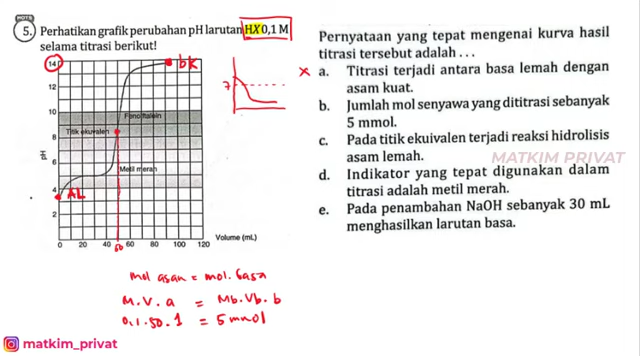 HOTS
5. Perhatikan grafik perubahan pH larutan HX 0,1 M
selama titrasi berikut!
14
12
10
8
6
4
2
pH
Fenolftalein
Titik ekuivalen
Metil merah
0 20 40 60 80 100 120
Volume (mL)
BK
AL
50
7
mol asam = mol. basa
M.V.a = Mb.Vb.b
0,1.50.1 = 5 mmol
Pernyataan yang tepat mengenai kurva hasil
titrasi tersebut adalah . . .
x a. Titrasi terjadi antara basa lemah dengan
asam kuat.
b. Jumlah mol senyawa yang dititrasi sebanyak
5 mmol.
c. Pada titik ekuivalen terjadi reaksi hidrolisis
asam lemah.
d. Indikator yang tepat digunakan dalam
titrasi adalah metil merah.
e. Pada penambahan NaOH sebanyak 30 mL
menghasilkan larutan basa.
MATKIM PRIVAT
matkim_privat